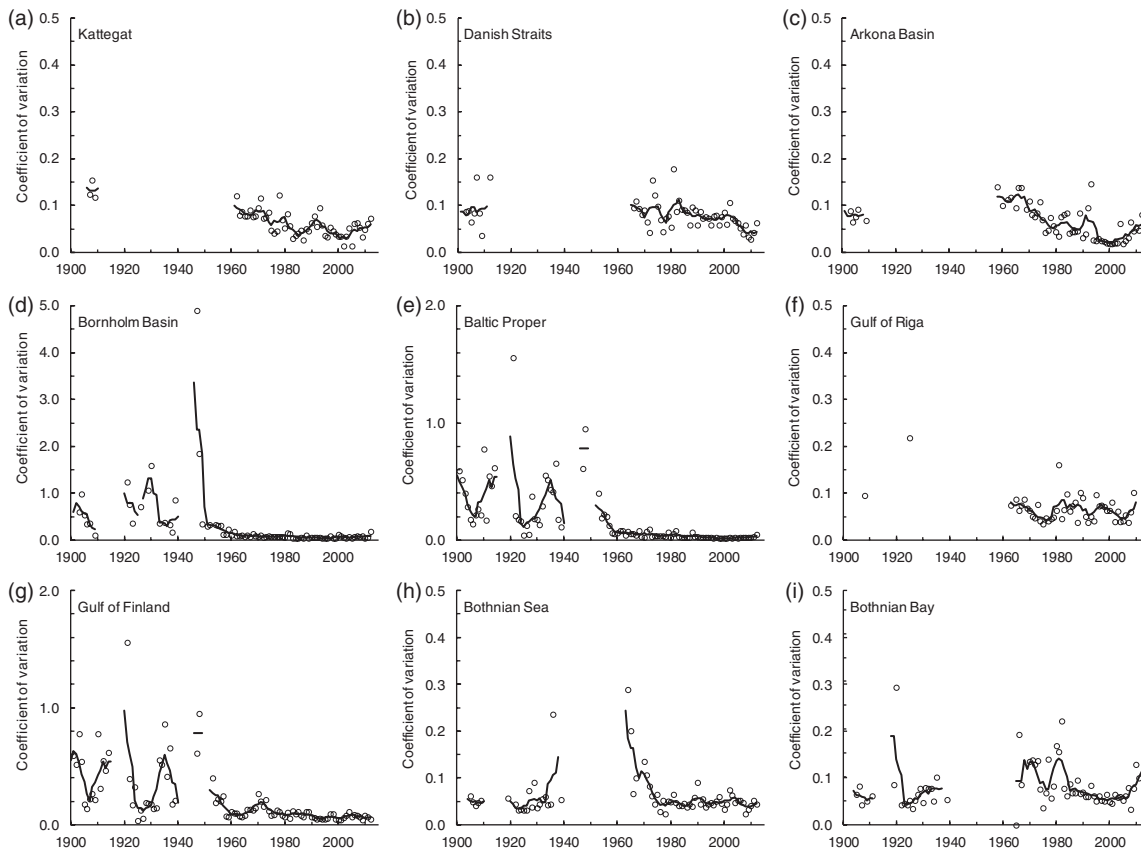 (a) Kattegat
Coefficient of variation
0.5
0.4
0.3
0.2
0.1
0.0
1900 1920 1940 1960 1980 2000
(b) Danish Straits
Coefficient of variation
0.5
0.4
0.3
0.2
0.1
0.0
1900 1920 1940 1960 1980 2000
(c) Arkona Basin
Coefficient of variation
0.5
0.4
0.3
0.2
0.1
0.0
1900 1920 1940 1960 1980 2000
(d) Bornholm Basin
Coefficient of variation
5.0
4.0
3.0
2.0
1.0
0.0
1900 1920 1940 1960 1980 2000
(e) Baltic Proper
Coefficient of variation
2.0
1.0
0.0
1900 1920 1940 1960 1980 2000
(f) Gulf of Riga
Coefficient of variation
0.5
0.4
0.3
0.2
0.1
0.0
1900 1920 1940 1960 1980 2000
(g) Gulf of Finland
Coefficient of variation
2.0
1.0
0.0
1900 1920 1940 1960 1980 2000
(h) Bothnian Sea
Coefficient of variation
0.5
0.4
0.3
0.2
0.1
0.0
1900 1920 1940 1960 1980 2000
(i) Bothnian Bay
Coefficient of variation
0.5
0.4
0.3
0.2
0.1
0.0
1900 1920 1940 1960 1980 2000